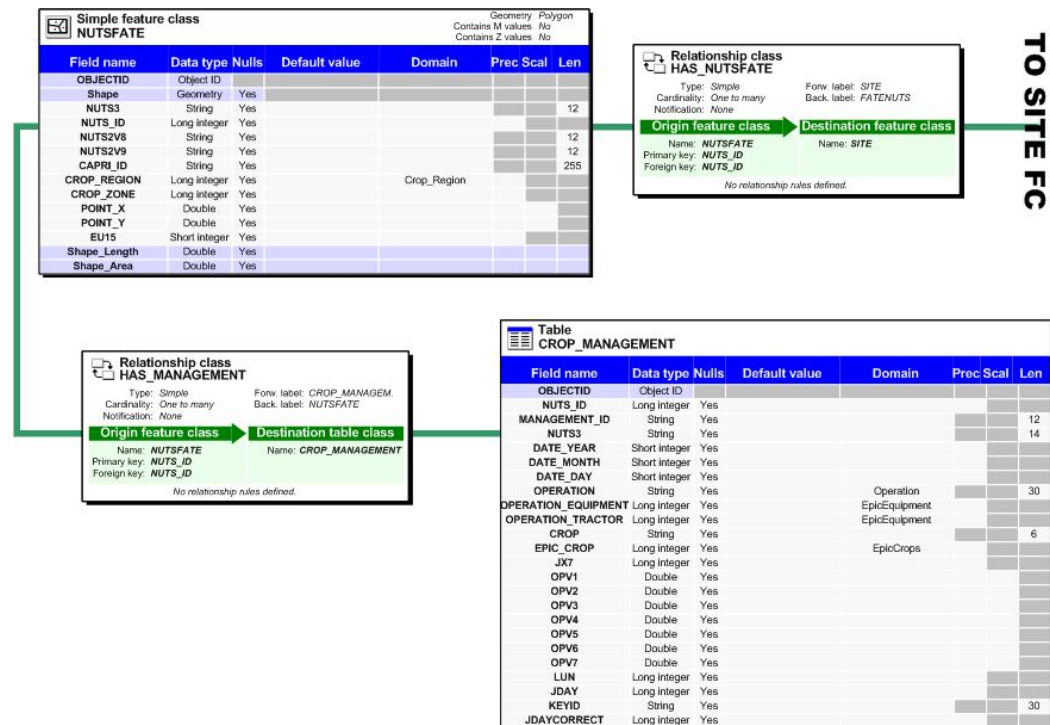 Simple feature class
NUTSFATE
Geometry Polygon
Contains M values No
Contains Z values No
Field name Data type Nulls Default value Domain Prec Scal Len
OBJECTID Object ID
Shape Geometry Yes
NUTS3 String Yes 12
NUTS_ID Long integer Yes
NUTS2V8 String Yes 12
NUTS2V9 String Yes 12
CAPRI_ID String Yes 255
CROP_REGION Long integer Yes Crop_Region
CROP_ZONE Long integer Yes
POINT_X Double Yes
POINT_Y Double Yes
EU15 Short integer Yes
Shape_Length Double Yes
Shape_Area Double Yes
Relationship class
HAS_NUTSFATE
Type: Simple Forw. label: SITE
Cardinality: One to many Back. label: FATENUTS
Notification: None
Origin feature class Destination feature class
Name: NUTSFATE Name: SITE
Primary key: NUTS_ID
Foreign key: NUTS_ID
No relationship rules defined.
TO SITE FC
Relationship class
HAS_MANAGEMENT
Type: Simple Forw. label: CROP_MANAGEM.
Cardinality: One to many Back. label: NUTSFATE
Notification: None
Origin feature class Destination table class
Name: NUTSFATE Name: CROP_MANAGEMENT
Primary key: NUTS_ID
Foreign key: NUTS_ID
No relationship rules defined.
Table
CROP_MANAGEMENT
Field name Data type Nulls Default value Domain Prec Scal Len
OBJECTID Object ID
NUTS_ID Long integer Yes
MANAGEMENT_ID String Yes 12
NUTS3 String Yes 14
DATE_YEAR Short integer Yes
DATE_MONTH Short integer Yes
DATE_DAY Short integer Yes
OPERATION String Yes Operation 30
OPERATION_EQUIPMENT Long integer Yes EpicEquipment
OPERATION_TRACTOR Long integer Yes EpicEquipment
CROP String Yes 6
EPIC_CROP Long integer Yes EpicCrops
JX7 Long integer Yes
OPV1 Double Yes
OPV2 Double Yes
OPV3 Double Yes
OPV4 Double Yes
OPV5 Double Yes
OPV6 Double Yes
OPV7 Double Yes
LUN Long integer Yes
JDAY Long integer Yes
KEYID String Yes 30
JDAYCORRECT Long integer Yes